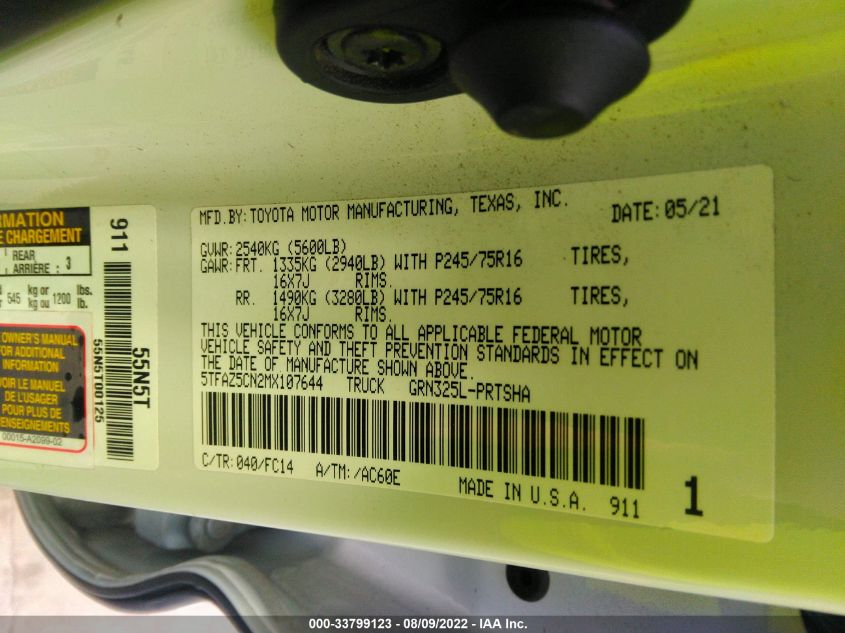 RMATION
E CHARGEMENT
REAR
ARRIÈRE : 3
545 kg or 1200 lbs.
kg ou lb.
OWNER'S MANUAL
FOR ADDITIONAL
INFORMATION
VOIR LE MANUEL
DE L'USAGER
POUR PLUS DE
RENSEIGNEMENTS
00015-A2099-02
911
55N5T
55N5T00125
MFD.BY:TOYOTA MOTOR MANUFACTURING, TEXAS, INC. DATE:05/21
GVWR:2540KG (5600LB)
GAWR:FRT. 1335KG (2940LB) WITH P245/75R16 TIRES,
16X7J RIMS.
RR. 1490KG (3280LB) WITH P245/75R16 TIRES,
16X7J RIMS.
THIS VEHICLE CONFORMS TO ALL APPLICABLE FEDERAL MOTOR
VEHICLE SAFETY AND THEFT PREVENTION STANDARDS IN EFFECT ON
THE DATE OF MANUFACTURE SHOWN ABOVE.
5TFAZ5CN2MX107644 TRUCK GRN325L-PRTSHA
C/TR:040/FC14 A/TM:/AC60E MADE IN U.S.A. 911 1
000-33799123 - 08/09/2022 - IAA Inc.